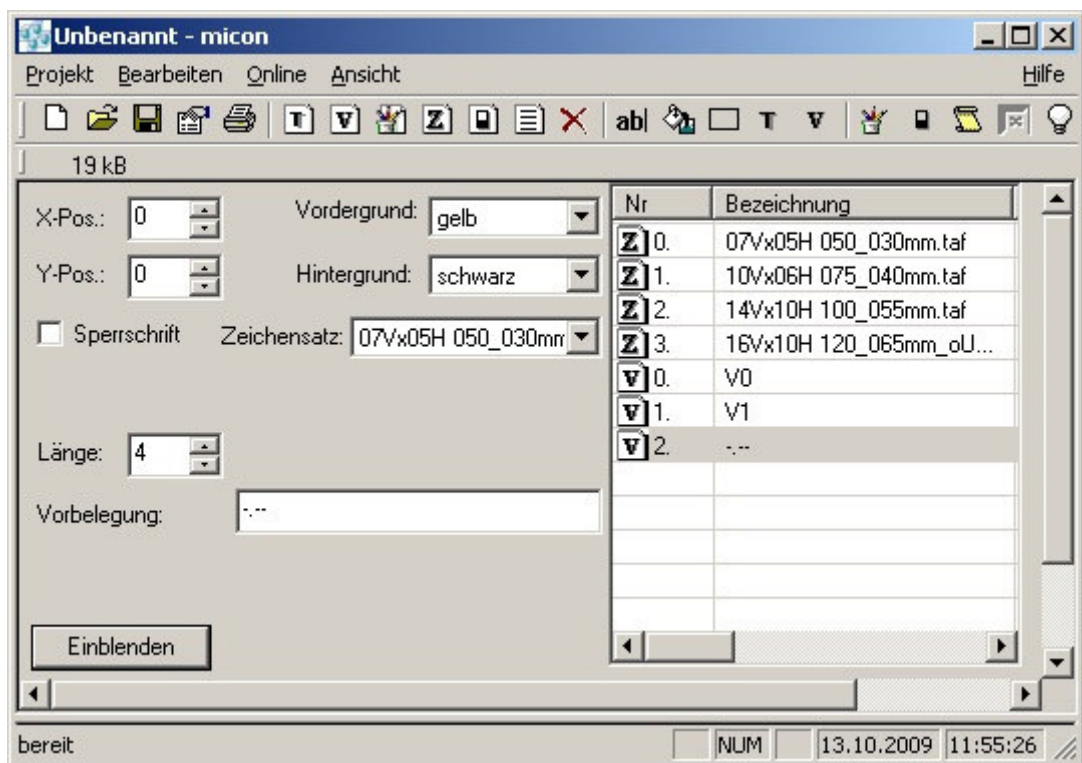 Unbenannt - micon
Projekt Bearbeiten Online Ansicht Hilfe
T V Z ab| T V
19 kB
X-Pos.: 0 Vordergrund: gelb
Y-Pos.: 0 Hintergrund: schwarz
Sperrschrift Zeichensatz: 07Vx05H 050_030mm
Länge: 4
Vorbelegung: -.--
Einblenden
Nr Bezeichnung
Z 0. 07Vx05H 050_030mm.taf
Z 1. 10Vx06H 075_040mm.taf
Z 2. 14Vx10H 100_055mm.taf
Z 3. 16Vx10H 120_065mm_oU...
V 0. V0
V 1. V1
V 2. -.--
bereit NUM 13.10.2009 11:55:26